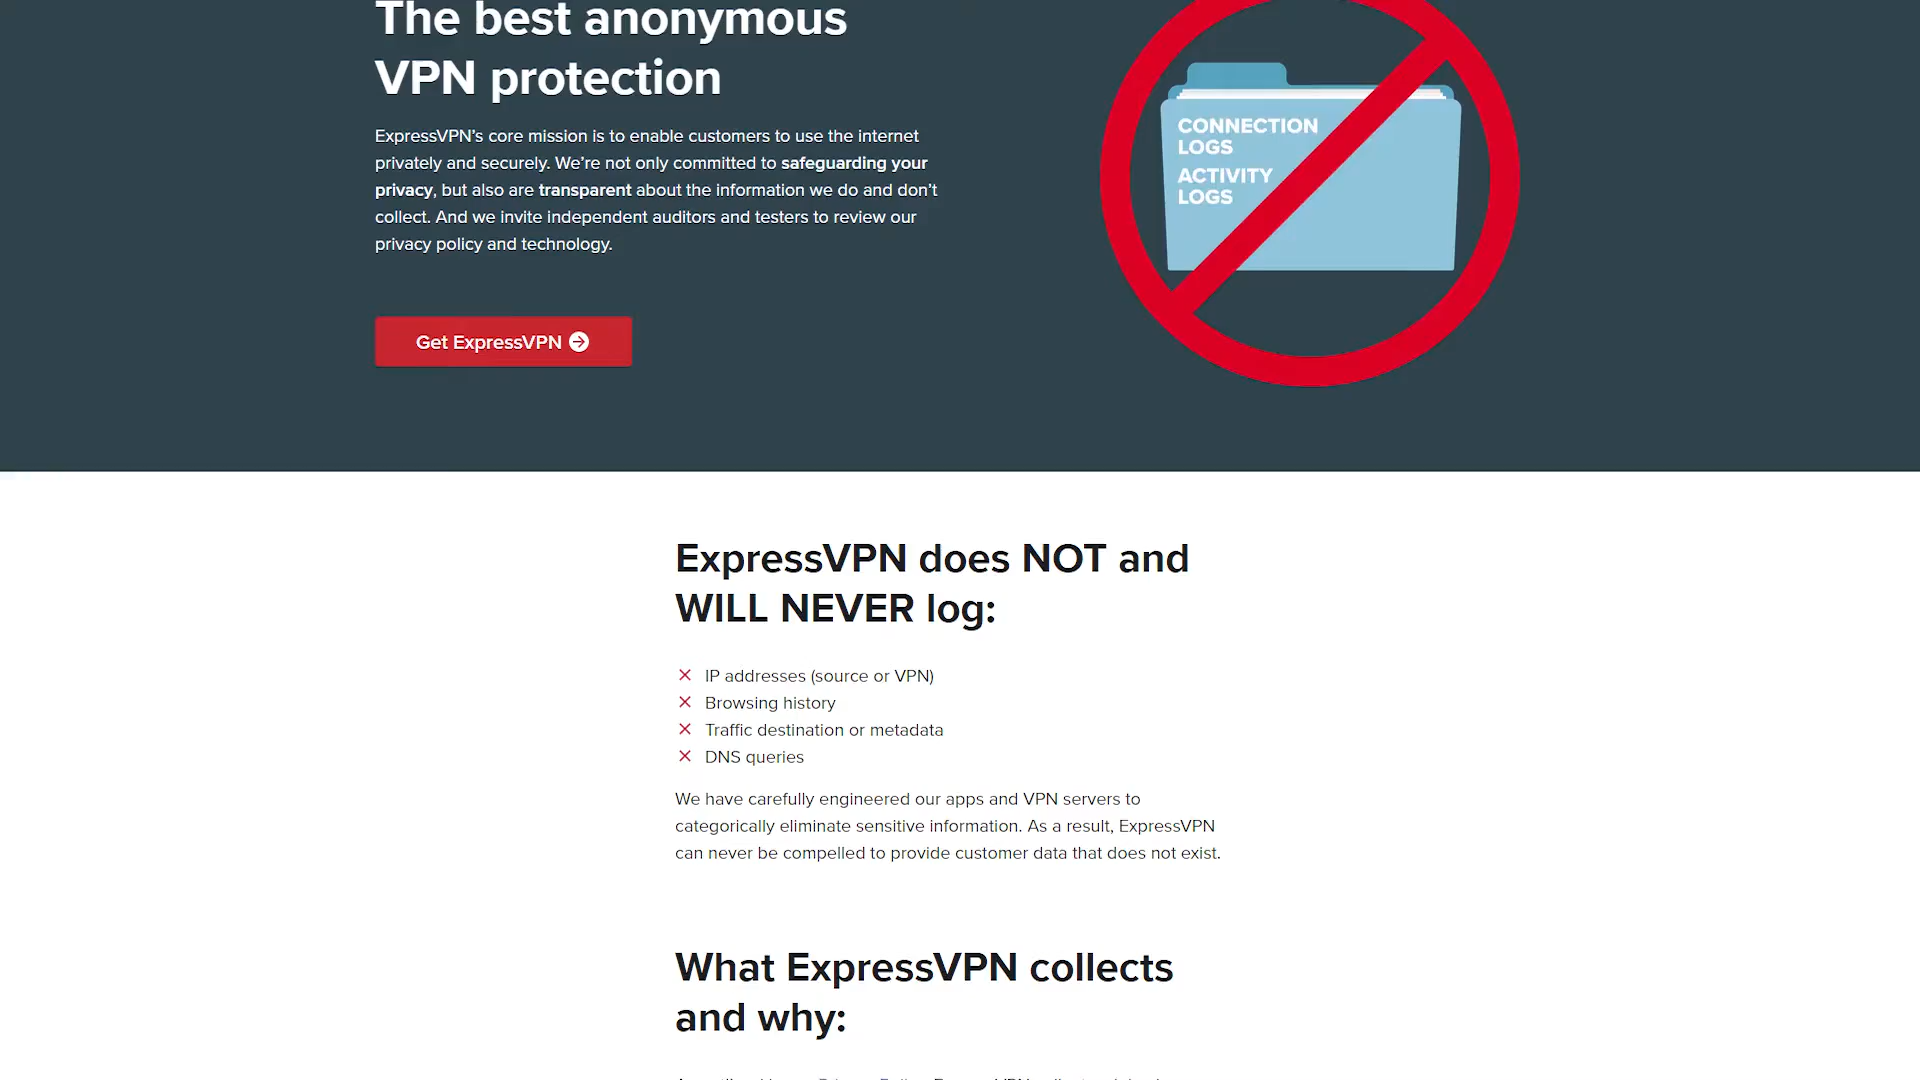 The best anonymous
VPN protection
ExpressVPN’s core mission is to enable customers to use the internet
privately and securely. We’re not only committed to safeguarding your
privacy, but also are transparent about the information we do and don’t
collect. And we invite independent auditors and testers to review our
privacy policy and technology.
Get ExpressVPN
CONNECTION
LOGS
ACTIVITY
LOGS
ExpressVPN does NOT and
WILL NEVER log:
IP addresses (source or VPN)
Browsing history
Traffic destination or metadata
DNS queries
We have carefully engineered our apps and VPN servers to
categorically eliminate sensitive information. As a result, ExpressVPN
can never be compelled to provide customer data that does not exist.
What ExpressVPN collects
and why: